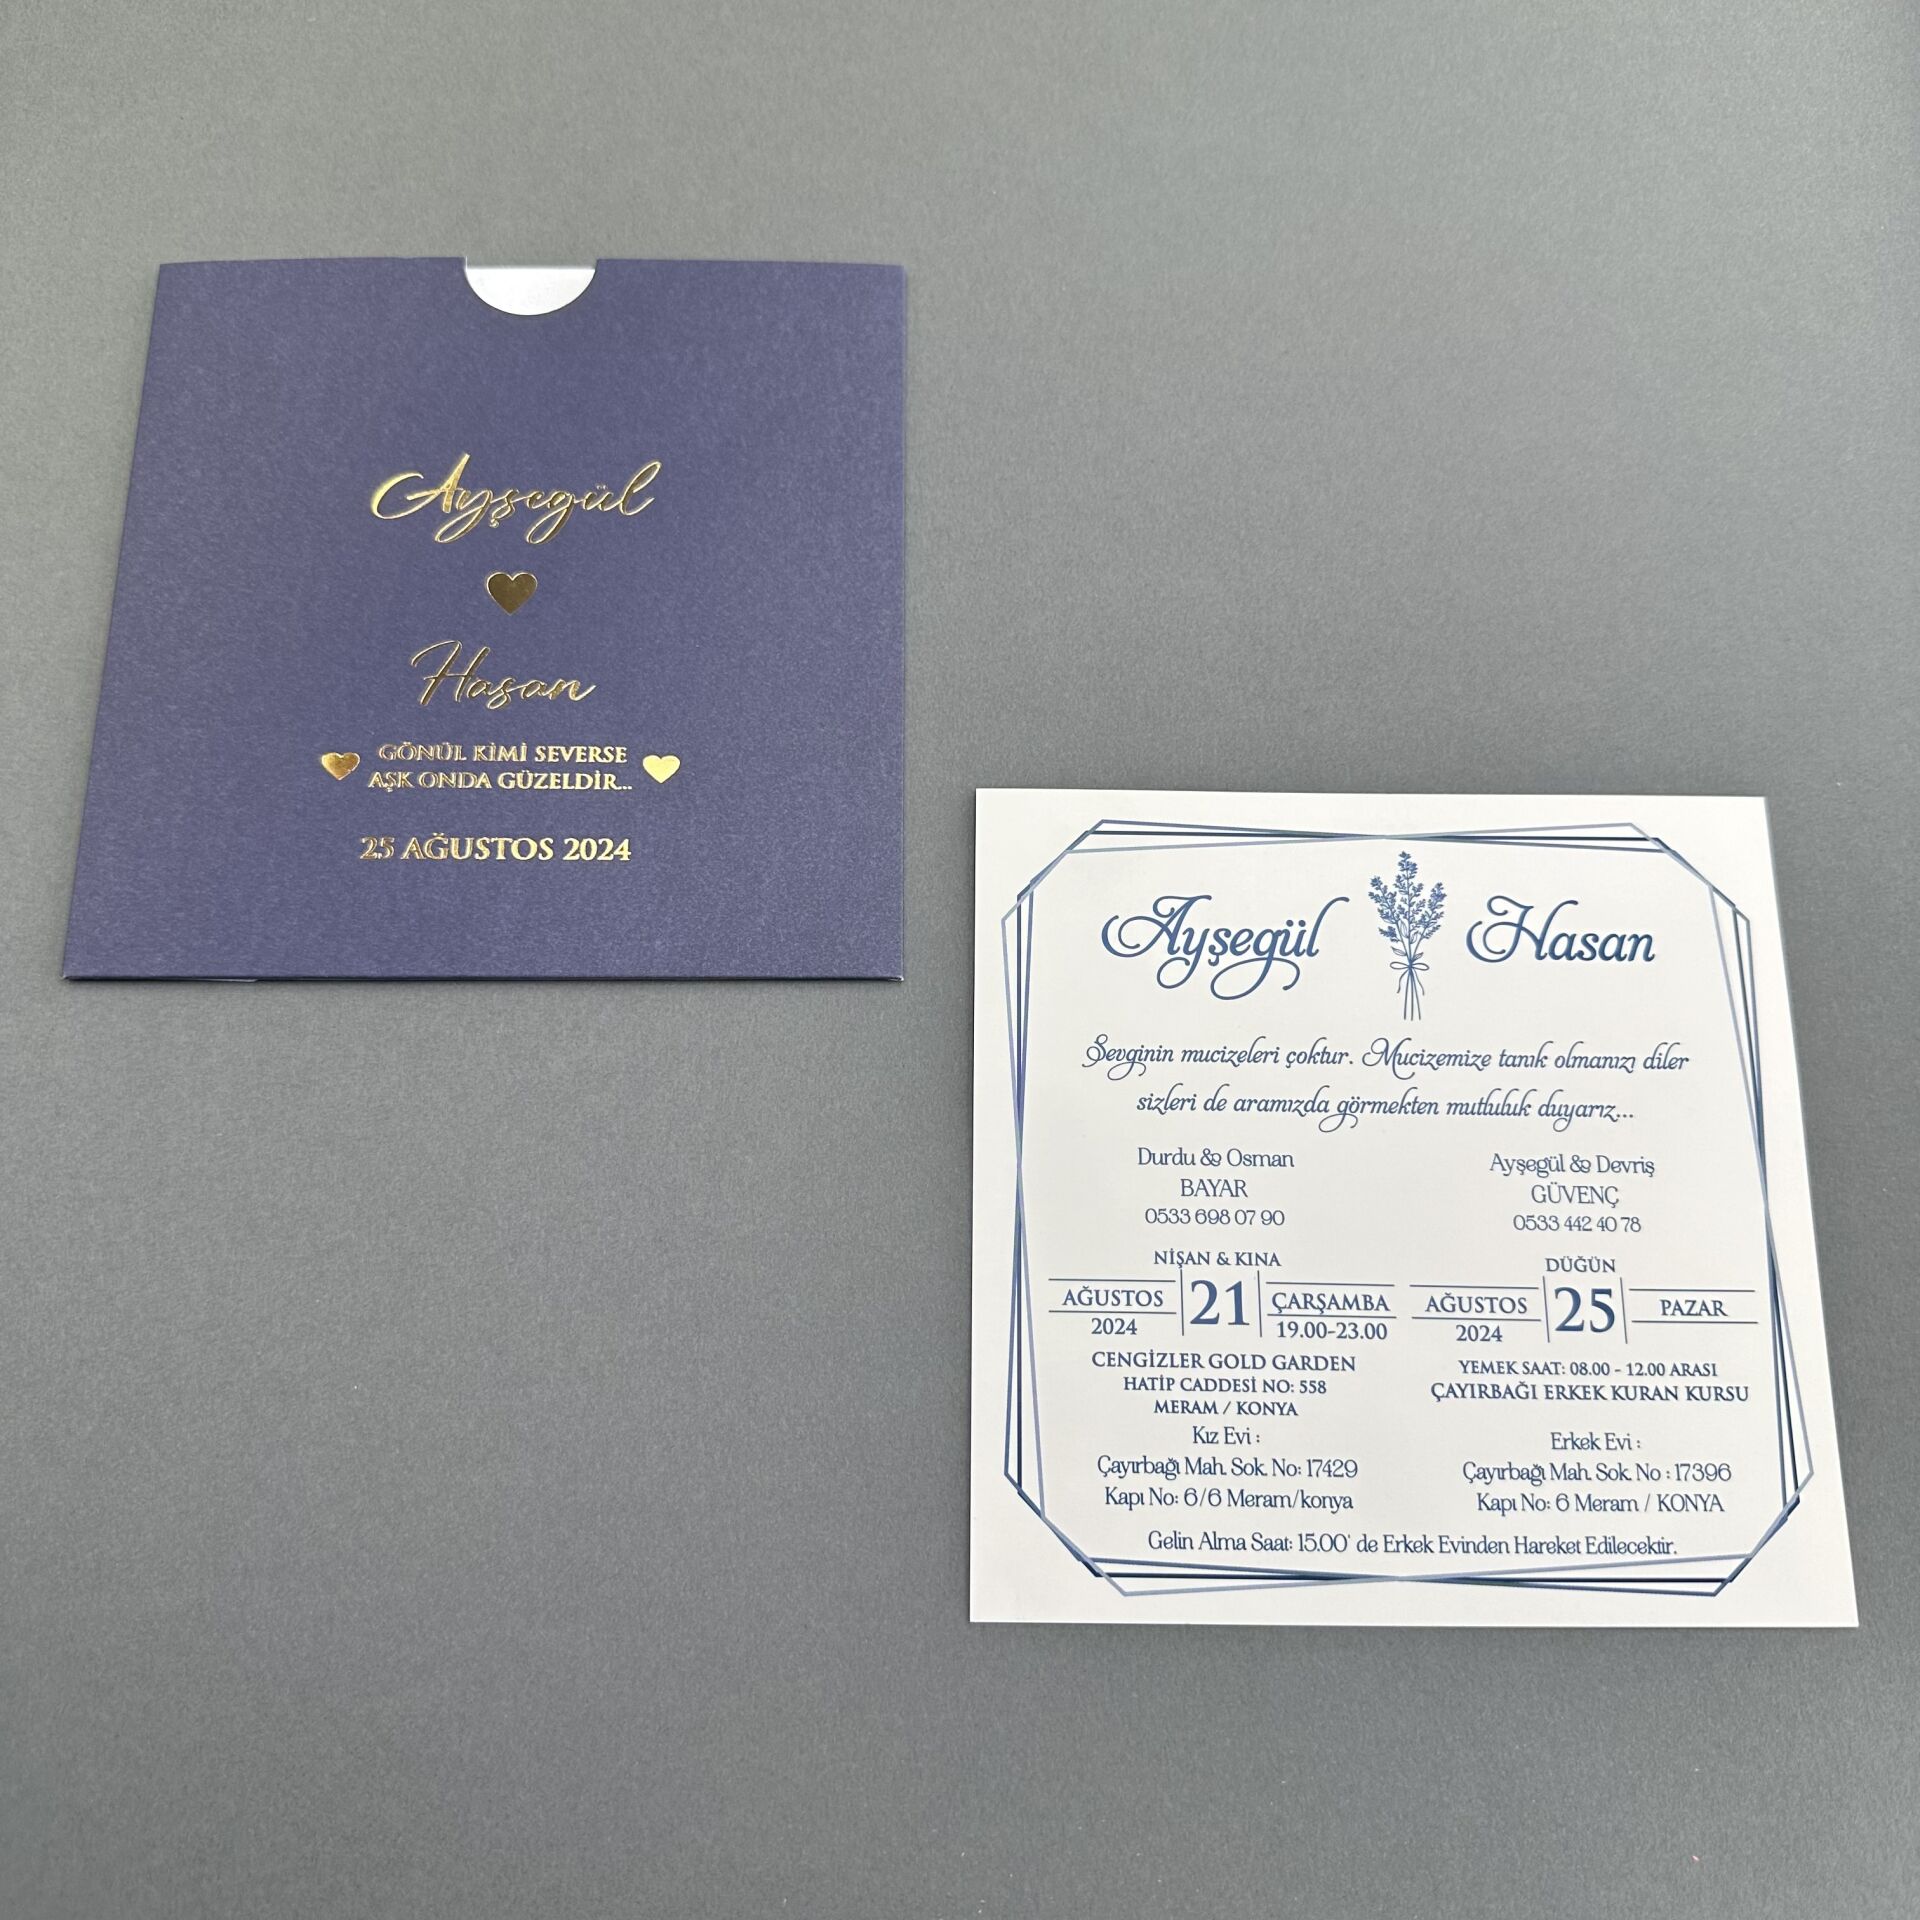 Ayşegül
Hasan
GÖNÜL KİMİ SEVERSE
AŞK ONDA GÜZELDİR...
25 AĞUSTOS 2024
Ayşegül Hasan
Sevginin mucizeleri çoktur. Mucizemize tanık olmanızı diler
sizleri de aramızda görmekten mutluluk duyarız...
Durdu & Osman
BAYAR
0533 698 07 90
Ayşegül & Devriş
GÜVENÇ
0533 442 40 78
NİŞAN & KINA
AĞUSTOS 21 ÇARŞAMBA
2024 19.00-23.00
CENGİZLER GOLD GARDEN
HATİP CADDESİ NO: 558
MERAM / KONYA
Kız Evi :
Çayırbağı Mah. Sok. No: 17429
Kapı No: 6/6 Meram/konya
DÜĞÜN
AĞUSTOS 25 PAZAR
2024
YEMEK SAAT: 08.00 - 12.00 ARASI
ÇAYIRBAĞI ERKEK KURAN KURSU
Erkek Evi :
Çayırbağı Mah. Sok. No : 17396
Kapı No: 6 Meram / KONYA
Gelin Alma Saat: 15.00' de Erkek Evinden Hareket Edilecektir.